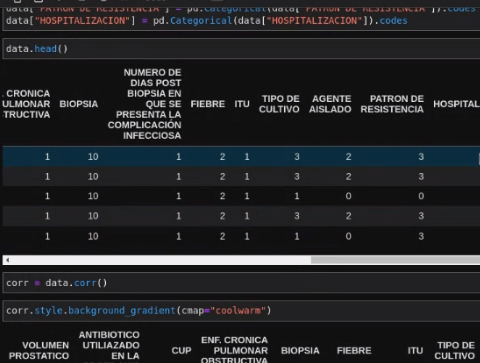 data["PATRON DE RESISTENCIA"] = pd.Categorical(data["PATRON DE RESISTENCIA"]).codes
data["HOSPITALIZACION"] = pd.Categorical(data["HOSPITALIZACION"]).codes
data.head()
. CRONICA ULMONAR TRUCTIVA BIOPSIA NUMERO DE DIAS POST BIOPSIA EN QUE SE PRESENTA LA COMPLICACIÓN INFECCIOSA FIEBRE ITU TIPO DE CULTIVO AGENTE AISLADO PATRON DE RESISTENCIA HOSPITAL
1 10 1 2 1 3 2 3
1 10 1 2 1 3 2 3
1 10 1 2 1 1 0 0
1 10 1 2 1 3 2 3
1 10 1 2 1 1 0 3
corr = data.corr()
corr.style.background_gradient(cmap="coolwarm")
VOLUMEN PROSTATICO ANTIBIOTICO UTILIAZADO EN LA CUP ENF. CRONICA PULMONAR OBSTRUCTIVA BIOPSIA FIEBRE ITU TIPO DE CULTIVO